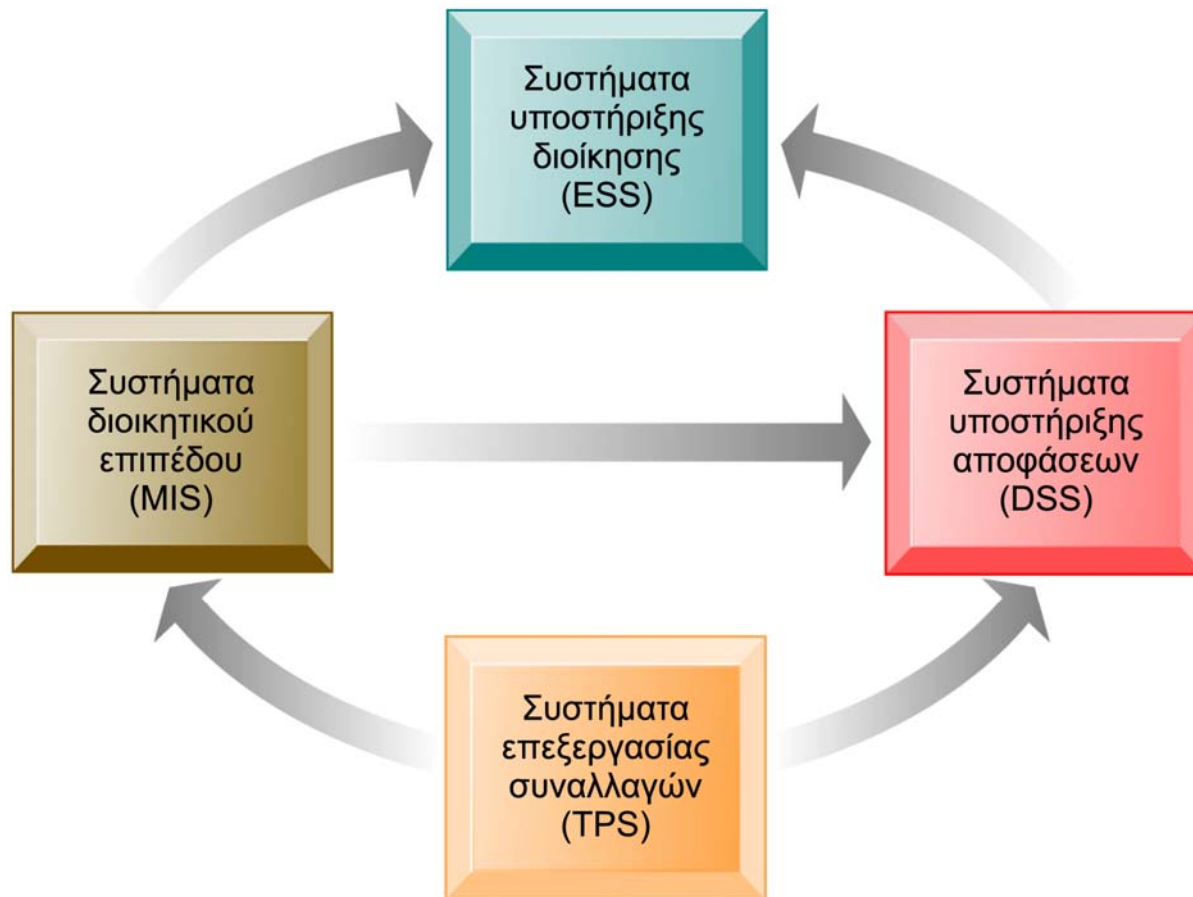 Συστήματα
υποστήριξης
διοίκησης
(ESS)
Συστήματα
διοικητικού
επιπέδου
(MIS)
Συστήματα
υποστήριξης
αποφάσεων
(DSS)
Συστήματα
επεξεργασίας
συναλλαγών
(TPS)